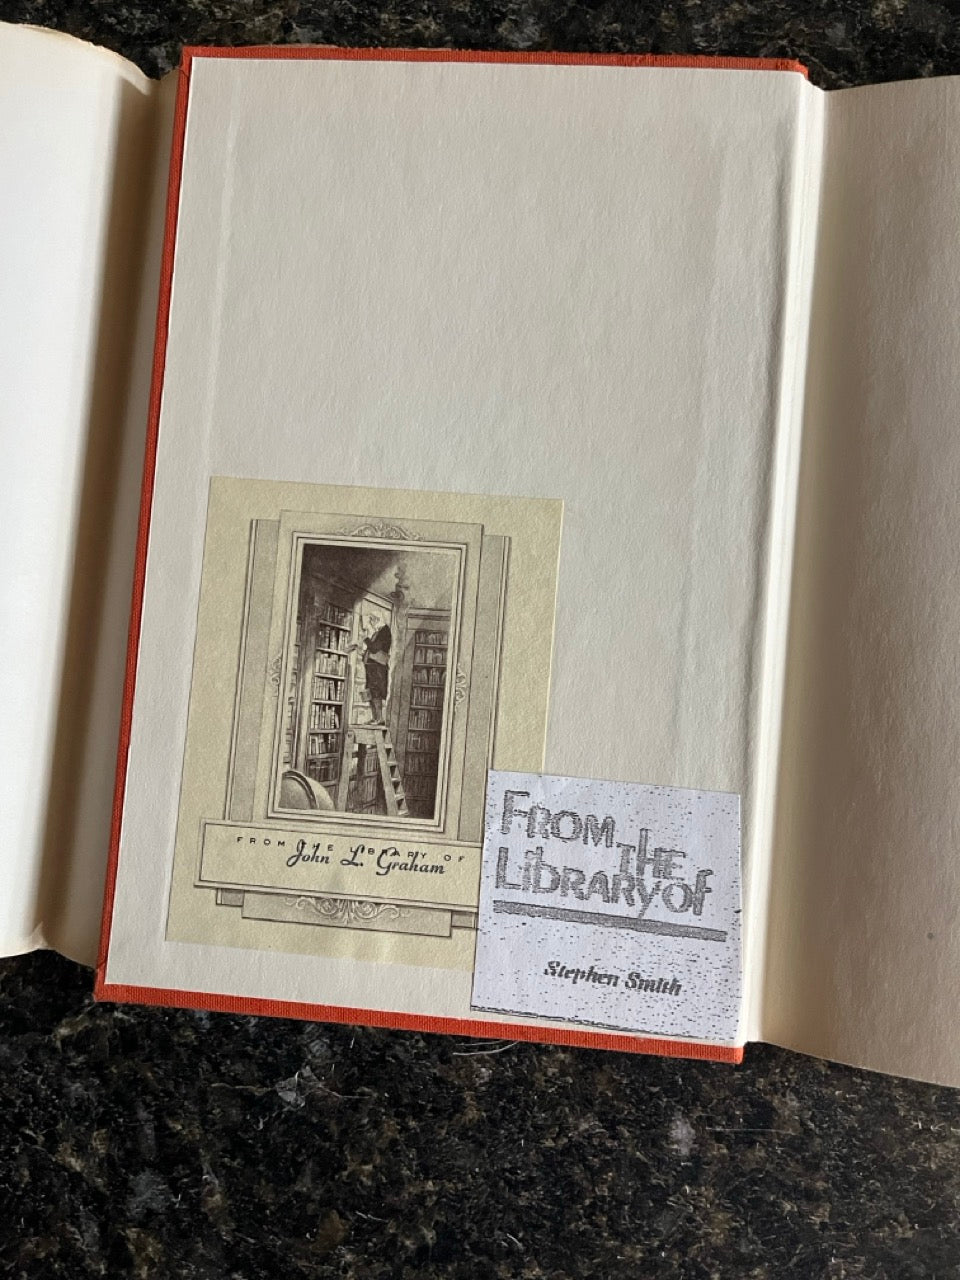 FROM THE LIBRARY OF
John L. Graham
FROM THE
LIBRARY OF
Stephen Smith